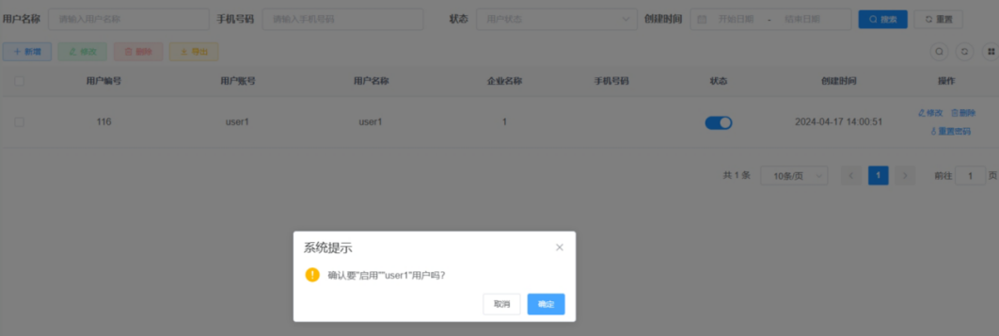 用户名称 请输入用户名称 手机号码 请输入手机号码 状态 用户状态 创建时间 开始日期 - 结束日期 搜索 重置
+ 新增 修改 删除 导出
用户编号 用户账号 用户名称 企业名称 手机号码 状态 创建时间 操作
116 user1 user1 1 2024-04-17 14:00:51 修改 删除
重置密码
共 1 条 10条/页 < 1 > 前往 1 页
系统提示
确认要"启用""user1"用户吗?
取消 确定